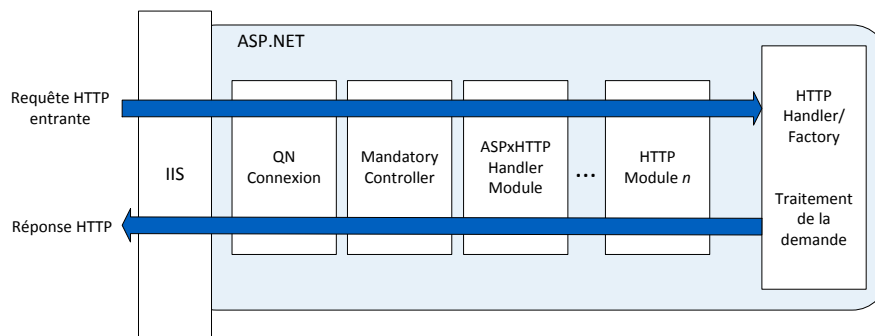 ASP.NET
Requête HTTP
entrante
Réponse HTTP
IIS
QN
Connexion
Mandatory
Controller
ASPxHTTP
Handler
Module
...
HTTP
Module n
HTTP
Handler/
Factory
Traitement
de la
demande